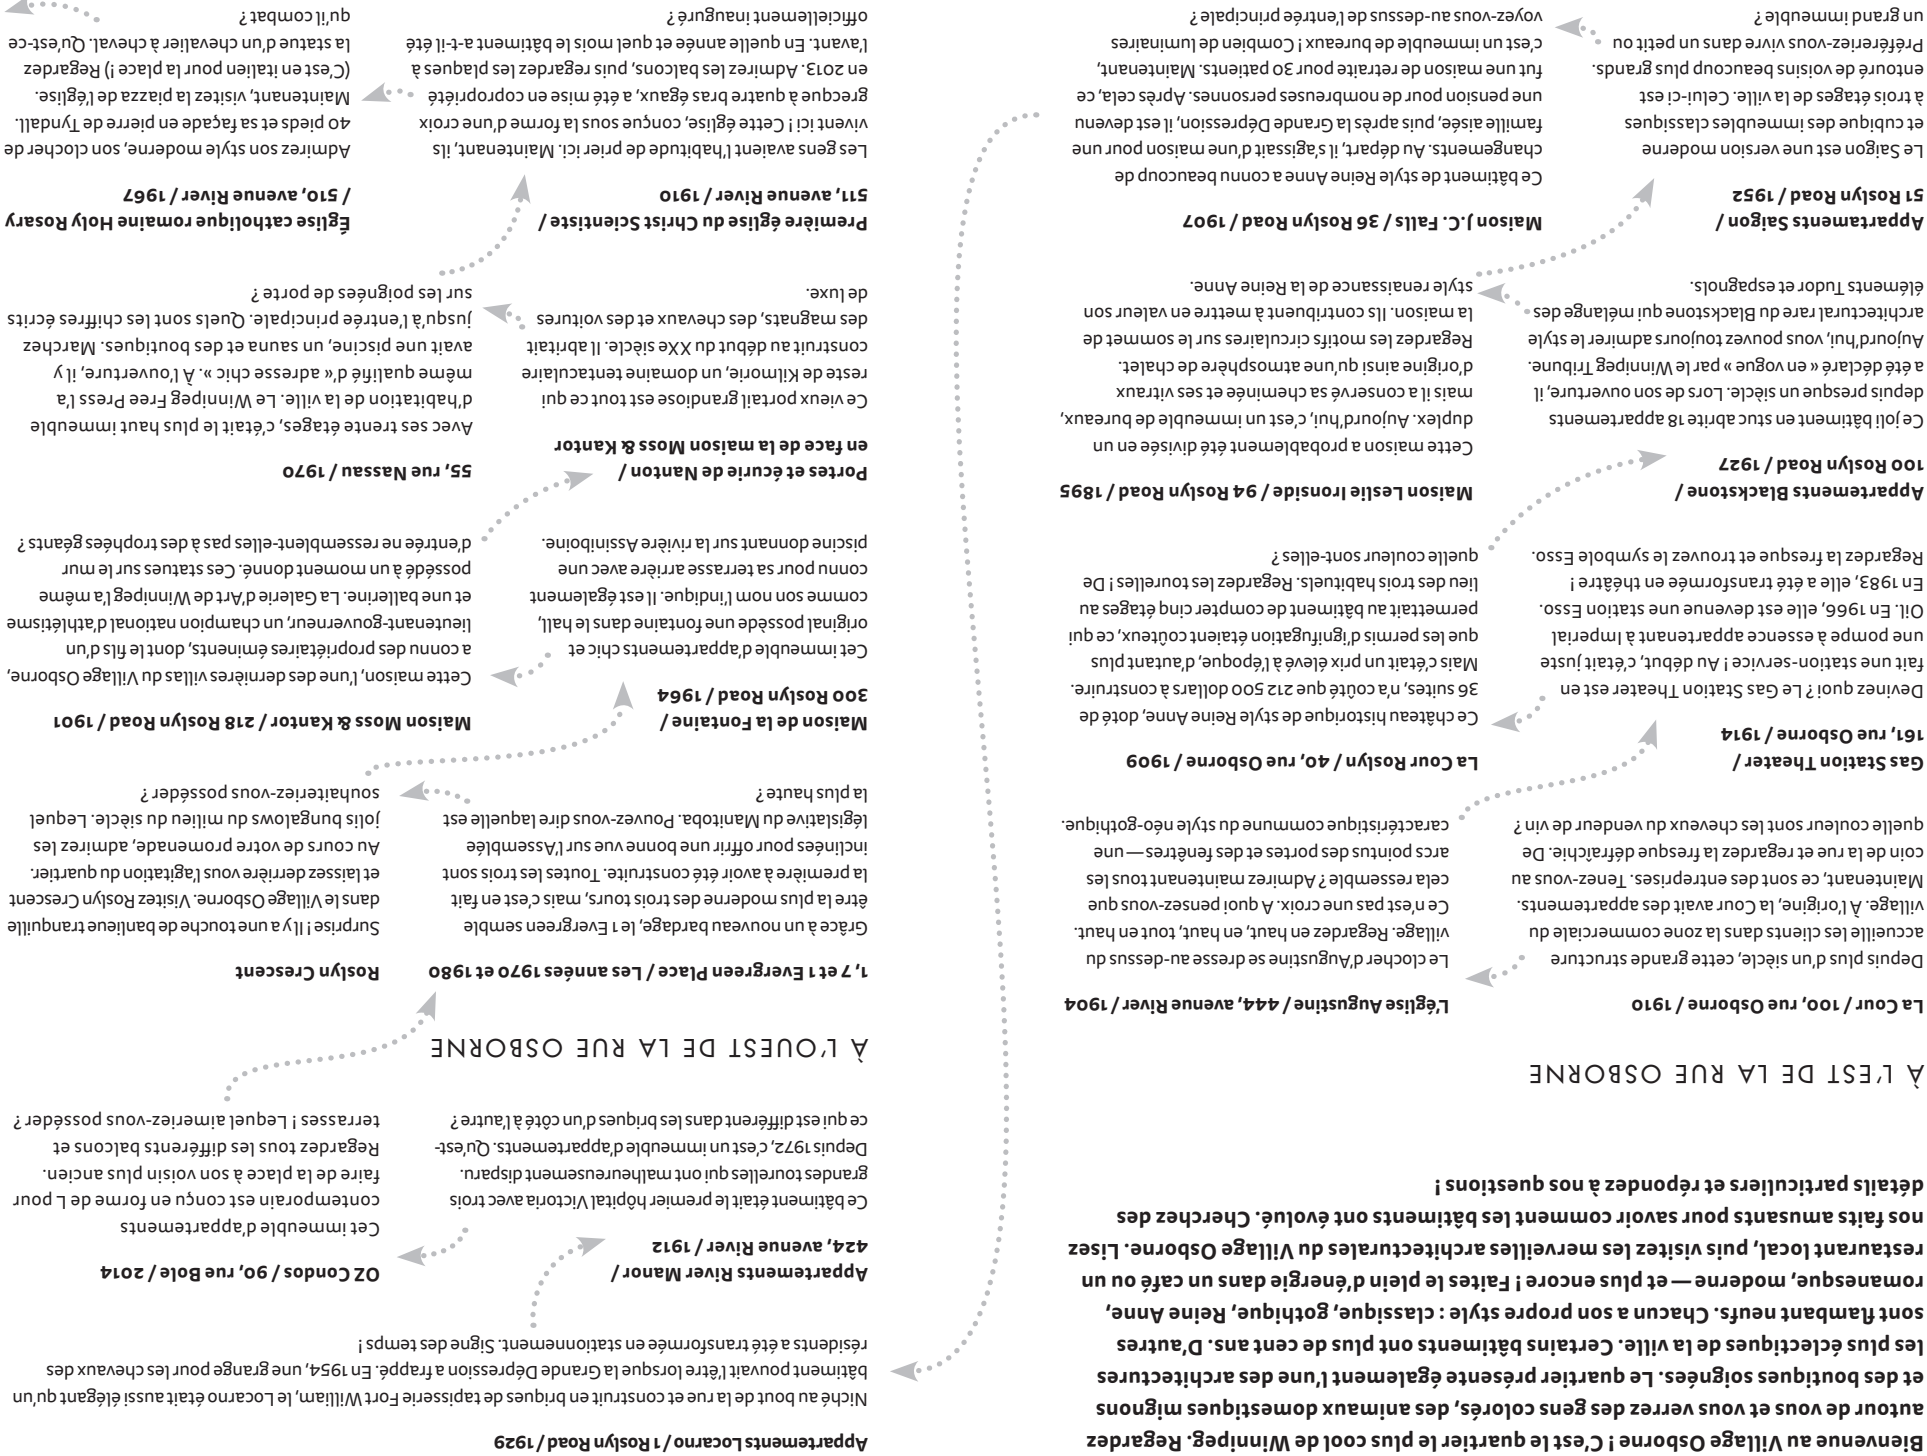 Bienvenue au Village Osborne ! C'est le quartier le plus cool de Winnipeg. Regardez
autour de vous et vous verrez des gens colorés, des animaux domestiques mignons
et des boutiques soignées. Le quartier présente également l'une des architectures
les plus éclectiques de la ville. Certains bâtiments ont plus de cent ans. D'autres
sont flambant neufs. Chacun a son propre style : classique, gothique, Reine Anne,
romanesque, moderne — et plus encore ! Faites le plein d'énergie dans un café ou un
restaurant local, puis visitez les merveilles architecturales du Village Osborne. Lisez
nos faits amusants pour savoir comment les bâtiments ont évolué. Cherchez des
détails particuliers et répondez à nos questions !
À L'EST DE LA RUE OSBORNE
La Cour / 100, rue Osborne / 1910
Depuis plus d'un siècle, cette grande structure
accueille les clients dans la zone commerciale du
village. À l'origine, la Cour avait des appartements.
Maintenant, ce sont des entreprises. Tenez-vous au
coin de la rue et regardez la fresque défraîchie. De
quelle couleur sont les cheveux du vendeur de vin ?
L'église Augustine / 444, avenue River / 1904
Le clocher d'Augustine se dresse au-dessus du
village. Regardez en haut, en haut, tout en haut.
Ce n'est pas une croix. A quoi pensez-vous que
cela ressemble ? Admirez maintenant tous les
arcs pointus des portes et des fenêtres — une
caractéristique commune du style néo-gothique.
Gas Station Theater /
161, rue Osborne / 1914
Devinez quoi ? Le Gas Station Theater est en
fait une station-service ! Au début, c'était juste
une pompe à essence appartenant à Imperial
Oil. En 1966, elle est devenue une station Esso.
En 1983, elle a été transformée en théâtre !
Regardez la fresque et trouvez le symbole Esso.
La Cour Roslyn / 40, rue Osborne / 1909
Ce château historique de style Reine Anne, doté de
36 suites, n'a coûté que 212 500 dollars à construire.
Mais c'était un prix élevé à l'époque, d'autant plus
que les permis d'ignifugation étaient coûteux, ce qui
permettait au bâtiment de compter cinq étages au
lieu des trois habituels. Regardez les tourelles ! De
quelle couleur sont-elles ?
Appartements Blackstone /
100 Roslyn Road / 1927
Ce joli bâtiment en stuc abrite 18 appartements
depuis presque un siècle. Lors de son ouverture, il
a été déclaré « en vogue » par le Winnipeg Tribune.
Aujourd'hui, vous pouvez toujours admirer le style
architectural rare du Blackstone qui mélange des
éléments Tudor et espagnols.
Maison Leslie Ironside / 94 Roslyn Road / 1895
Cette maison a probablement été divisée en un
duplex. Aujourd'hui, c'est un immeuble de bureaux,
mais il a conservé sa cheminée et ses vitraux
d'origine ainsi qu'une atmosphère de chalet.
Regardez les motifs circulaires sur le sommet de
la maison. Ils contribuent à mettre en valeur son
style renaissance de la Reine Anne.
Appartements Saigon /
51 Roslyn Road / 1952
Le Saigon est une version moderne
et cubique des immeubles classiques
à trois étages de la ville. Celui-ci est
entouré de voisins beaucoup plus grands.
Préféreriez-vous vivre dans un petit ou
un grand immeuble ?
Maison J.C. Falls / 36 Roslyn Road / 1907
Ce bâtiment de style Reine Anne a connu beaucoup de
changements. Au départ, il s'agissait d'une maison pour une
famille aisée, puis après la Grande Dépression, il est devenu
une pension pour de nombreuses personnes. Après cela, ce
fut une maison de retraite pour 30 patients. Maintenant,
c'est un immeuble de bureaux ! Combien de luminaires
voyez-vous au-dessus de l'entrée principale ?
Appartements Locarno / 1 Roslyn Road / 1929
Niché au bout de la rue et construit en briques de tapisserie Fort William, le Locarno était aussi élégant qu'un
bâtiment pouvait l'être lorsque la Grande Dépression a frappé. En 1954, une grange pour les chevaux des
résidents a été transformée en stationnement. Signe des temps !
Appartements River Manor /
424, avenue River / 1912
Ce bâtiment était le premier hôpital Victoria avec trois
grandes tourelles qui ont malheureusement disparu.
Depuis 1972, c'est un immeuble d'appartements. Qu'est-
ce qui est différent dans les briques d'un côté à l'autre ?
OZ Condos / 90, rue Bole / 2014
Cet immeuble d'appartements
contemporain est conçu en forme de L pour
faire de la place à son voisin plus ancien.
Regardez tous les différents balcons et
terrasses ! Lequel aimeriez-vous posséder ?
À L'OUEST DE LA RUE OSBORNE
1,7 et 1 Evergreen Place / Les années 1970 et 1980
Grâce à un nouveau bardage, le 1 Evergreen semble
être la plus moderne des trois tours, mais c'est en fait
la première à avoir été construite. Toutes les trois sont
inclinées pour offrir une bonne vue sur l'Assemblée
législative du Manitoba. Pouvez-vous dire laquelle est
la plus haute ?
Roslyn Crescent
Surprise ! Il y a une touche de banlieue tranquille
dans le Village Osborne. Visitez Roslyn Crescent
et laissez derrière vous l'agitation du quartier.
Au cours de votre promenade, admirez les
jolis bungalows du milieu du siècle. Lequel
souhaiteriez-vous posséder ?
Maison de la Fontaine /
300 Roslyn Road / 1964
Cet immeuble d'appartements chic et
original possède une fontaine dans le hall,
comme son nom l'indique. Il est également
connu pour sa terrasse arrière avec une
piscine donnant sur la rivière Assiniboine.
Maison Moss & Kantor / 218 Roslyn Road / 1901
Cette maison, l'une des dernières villas du Village Osborne,
a connu des propriétaires éminents, dont le fils d'un
lieutenant-gouverneur, un champion national d'athlétisme
et une ballerine. La Galerie d'Art de Winnipeg l'a même
possédé à un moment donné. Ces statues sur le mur
d'entrée ne ressemblent-elles pas à des trophées géants ?
Portes et écurie de Nanton /
en face de la maison Moss & Kantor
Ce vieux portail grandiose est tout ce qui
reste de Kilmorie, un domaine tentaculaire
construit au début du XXe siècle. Il abritait
des magnats, des chevaux et des voitures
de luxe.
55, rue Nassau / 1970
Avec ses trente étages, c'était le plus haut immeuble
d'habitation de la ville. Le Winnipeg Free Press l'a
même qualifié d'« adresse chic ». À l'ouverture, il y
avait une piscine, un sauna et des boutiques. Marchez
jusqu'à l'entrée principale. Quels sont les chiffres écrits
sur les poignées de porte ?
Première église du Christ Scientiste /
511, avenue River / 1910
Les gens avaient l'habitude de prier ici. Maintenant, ils
vivent ici ! Cette église, conçue sous la forme d'une croix
grecque à quatre bras égaux, a été mise en copropriété
en 2013. Admirez les balcons, puis regardez les plaques à
l'avant. En quelle année et quel mois le bâtiment a-t-il été
officiellement inauguré ?
Église catholique romaine Holy Rosary
/ 510, avenue River / 1967
Admirez son style moderne, son clocher de
40 pieds et sa façade en pierre de Tyndall.
Maintenant, visitez la piazza de l'église.
(C'est en italien pour la place !) Regardez
la statue d'un chevalier à cheval. Qu'est-ce
qu'il combat ?